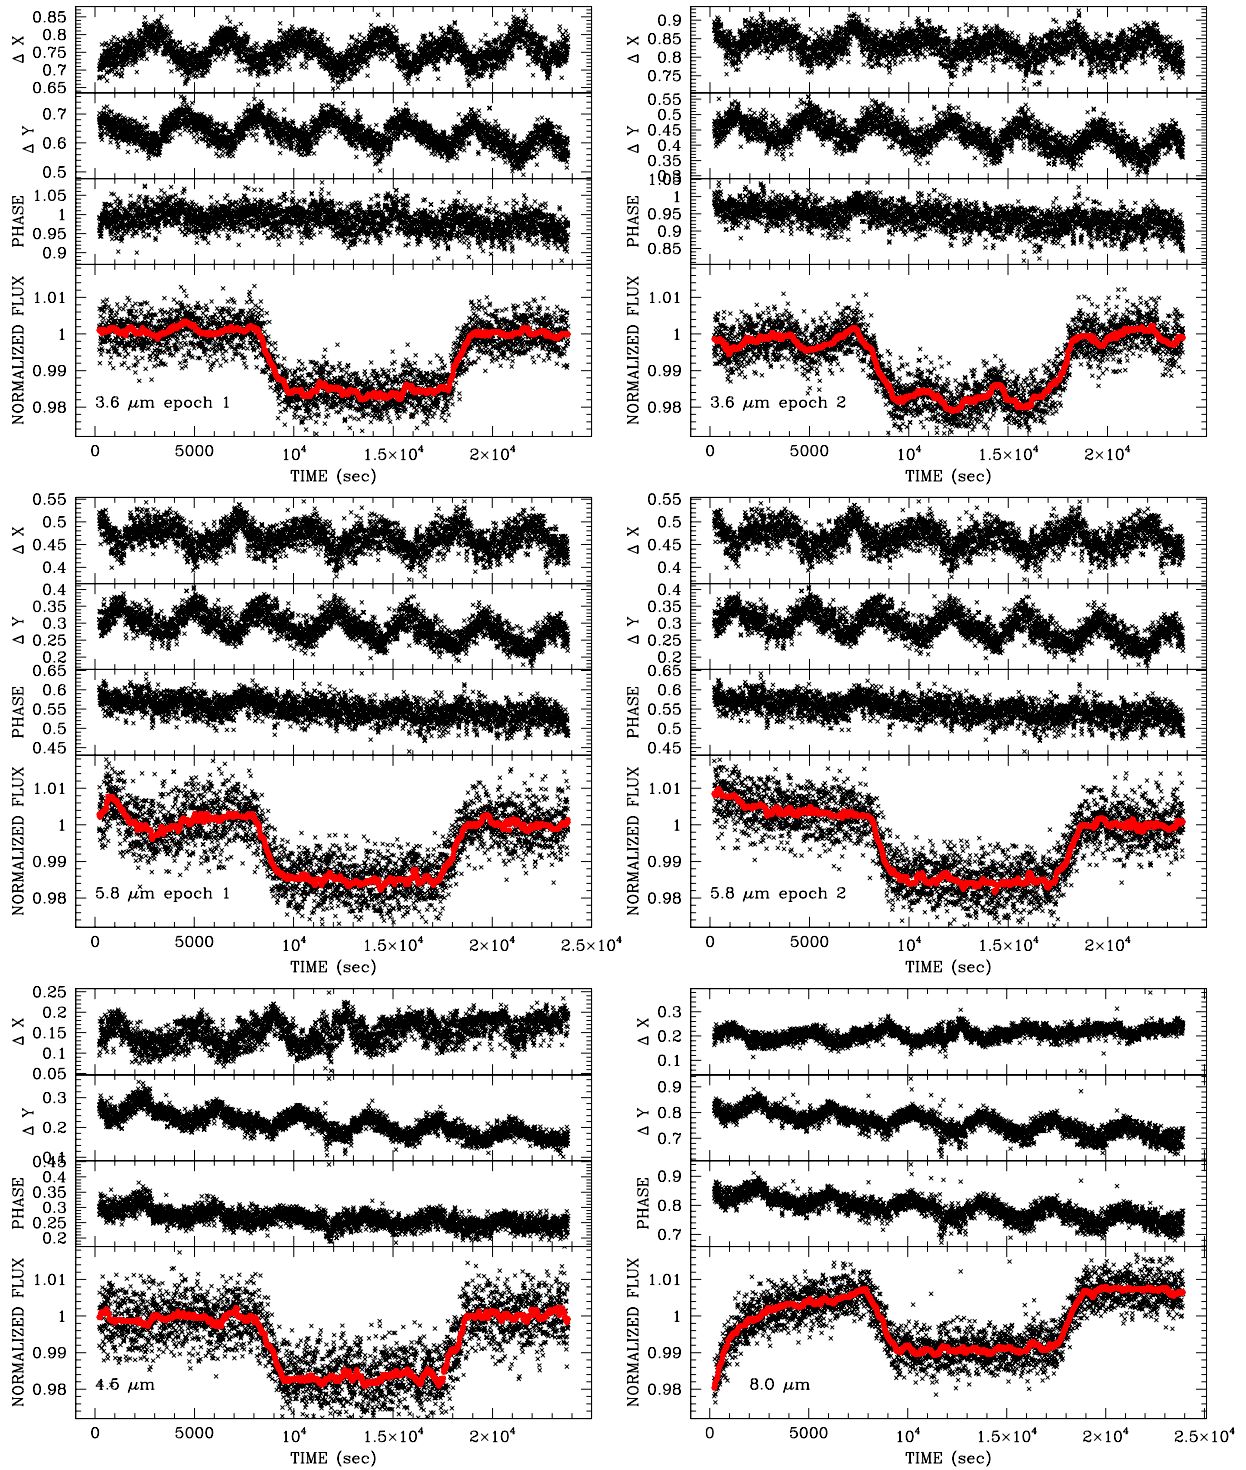 0.85
0.8
0.75
0.7
0.65
Δ X
0.7
0.6
0.5
Δ Y
1.05
1
0.95
0.9
PHASE
1.01
1
0.99
0.98
NORMALIZED FLUX
3.6 μm epoch 1
0 5000 10⁴ 1.5×10⁴ 2×10⁴
TIME (sec)
0.9
0.85
0.8
0.75
Δ X
0.55
0.5
0.45
0.4
0.35
0.3
Δ Y
1.05
1
0.95
0.9
0.85
PHASE
1.01
1
0.99
0.98
NORMALIZED FLUX
3.6 μm epoch 2
0 5000 10⁴ 1.5×10⁴ 2×10⁴
TIME (sec)
0.55
0.5
0.45
0.4
Δ X
0.4
0.35
0.3
0.25
0.2
Δ Y
0.65
0.6
0.55
0.5
0.45
PHASE
1.01
1
0.99
0.98
NORMALIZED FLUX
5.8 μm epoch 1
0 5000 10⁴ 1.5×10⁴ 2×10⁴ 2.5×10⁴
TIME (sec)
0.55
0.5
0.45
0.4
Δ X
0.4
0.35
0.3
0.25
0.2
Δ Y
0.65
0.6
0.55
0.5
0.45
PHASE
1.01
1
0.99
0.98
NORMALIZED FLUX
5.8 μm epoch 2
0 5000 10⁴ 1.5×10⁴ 2×10⁴
TIME (sec)
0.25
0.2
0.15
0.1
0.05
Δ X
0.3
0.2
0.1
Δ Y
0.45
0.4
0.35
0.3
0.25
0.2
PHASE
1.01
1
0.99
0.98
NORMALIZED FLUX
4.5 μm
0 5000 10⁴ 1.5×10⁴ 2×10⁴
TIME (sec)
0.3
0.2
0.1
Δ X
0.9
0.8
0.7
Δ Y
0.9
0.8
0.7
PHASE
1.01
1
0.99
0.98
NORMALIZED FLUX
8.0 μm
0 5000 10⁴ 1.5×10⁴ 2×10⁴ 2.5×10⁴
TIME (sec)